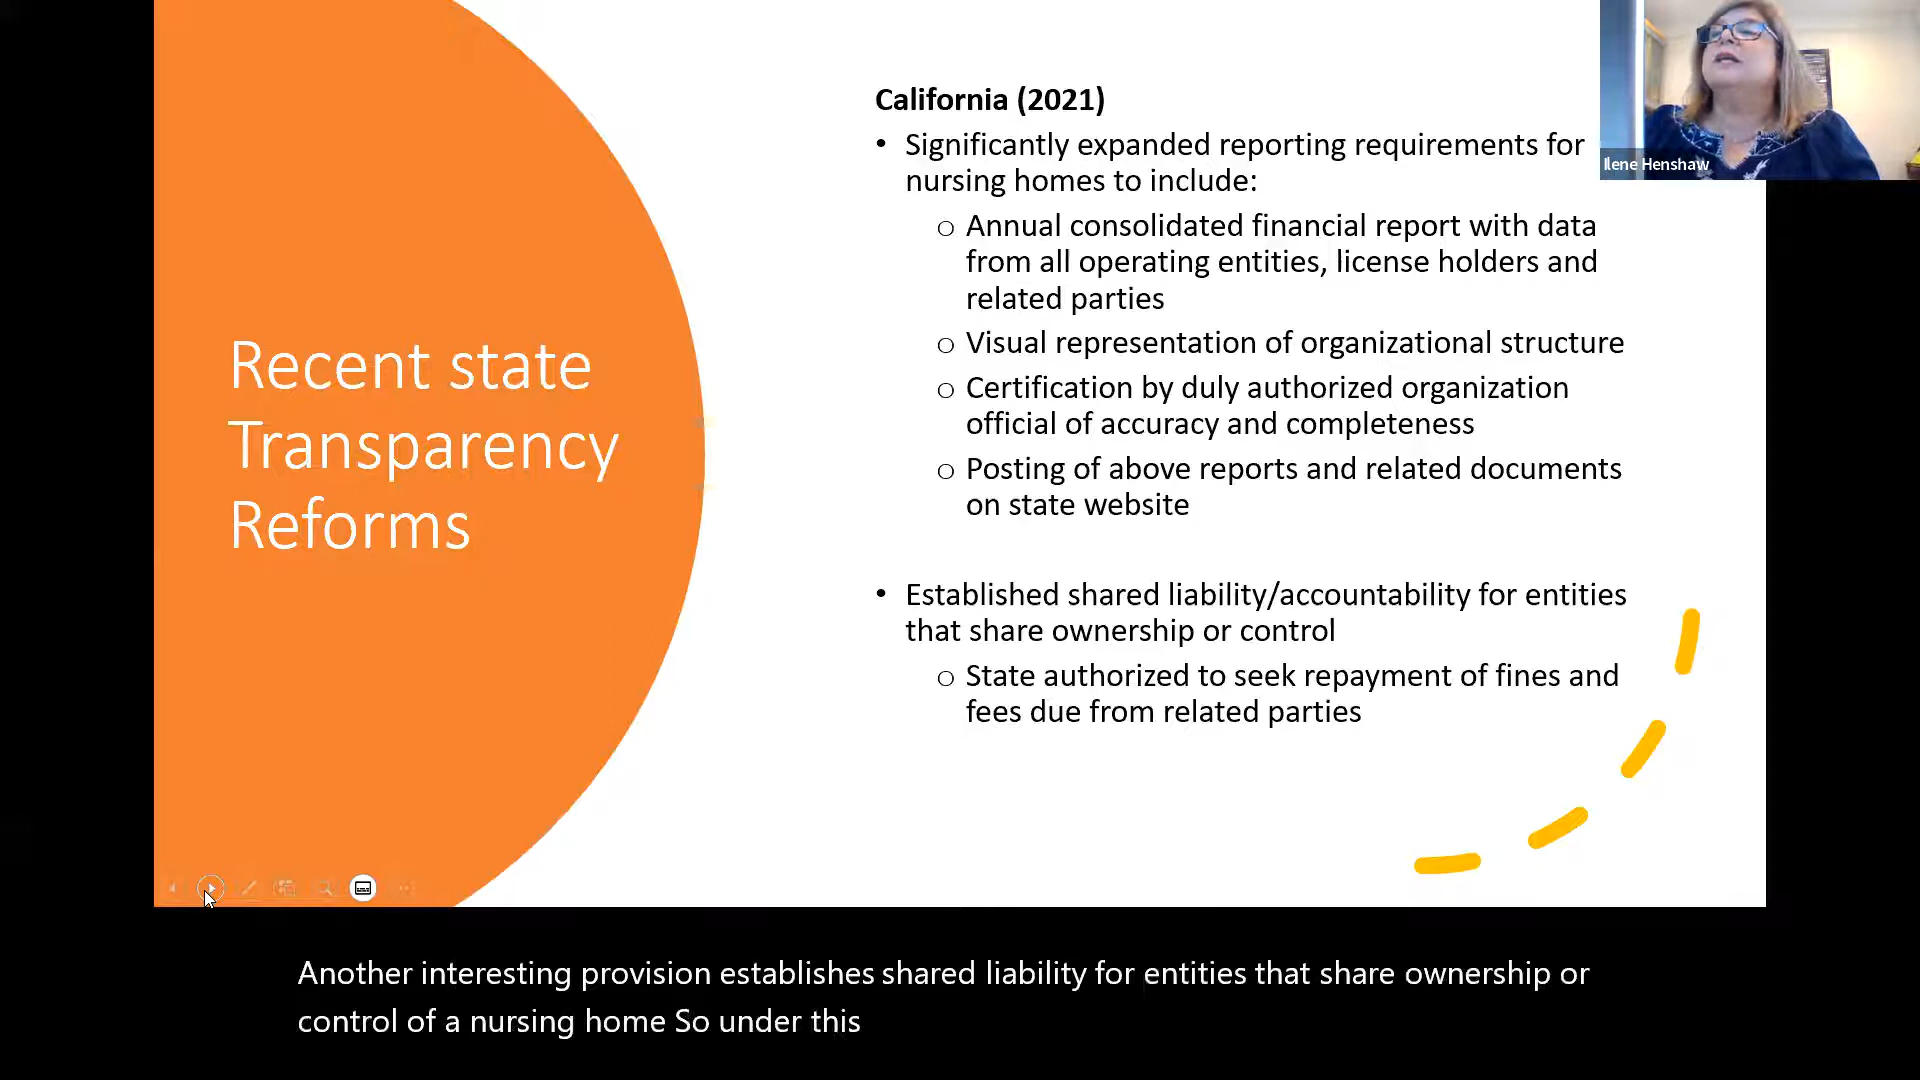 Recent state
Transparency
Reforms
California (2021)
• Significantly expanded reporting requirements for
nursing homes to include:
o Annual consolidated financial report with data
from all operating entities, license holders and
related parties
o Visual representation of organizational structure
o Certification by duly authorized organization
official of accuracy and completeness
o Posting of above reports and related documents
on state website
• Established shared liability/accountability for entities
that share ownership or control
o State authorized to seek repayment of fines and
fees due from related parties
Ilene Henshaw
Another interesting provision establishes shared liability for entities that share ownership or
control of a nursing home So under this